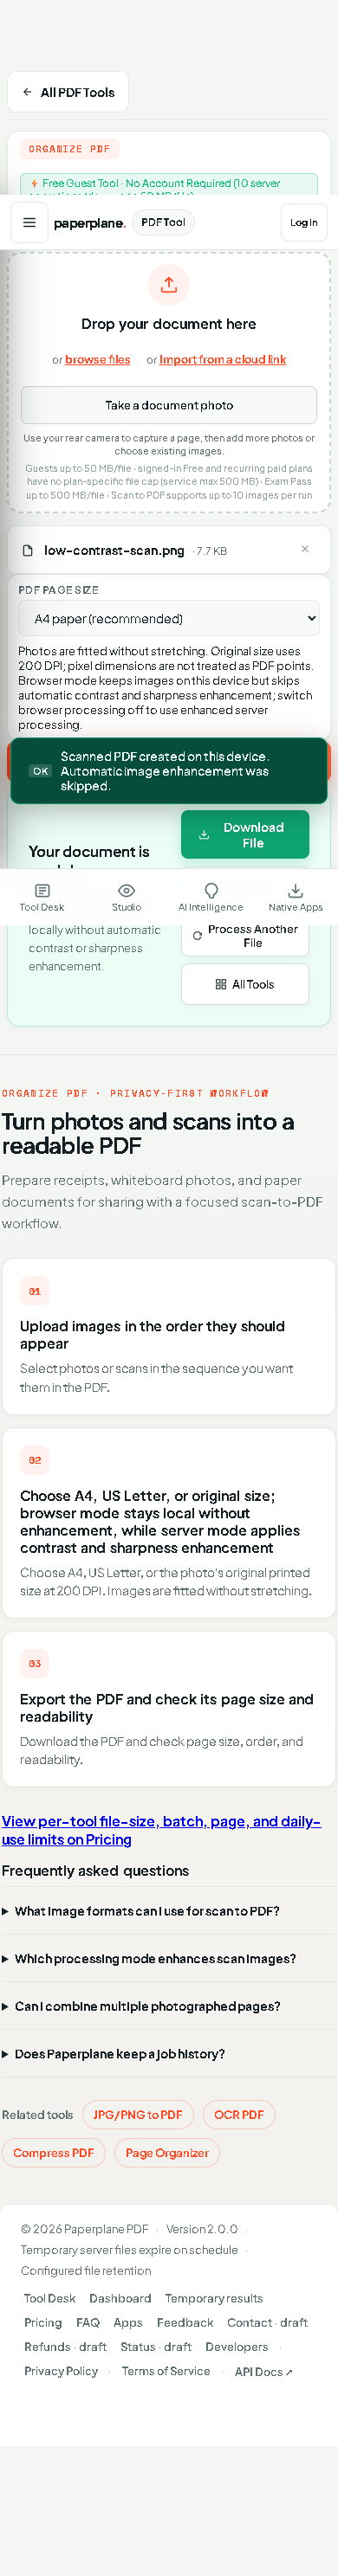 All PDF Tools
ORGANIZE PDF
Free Guest Tool · No Account Required (10 server
paperplane.
PDF Tool
Log In
Drop your document here
or browse files or Import from a cloud link
Take a document photo
Use your rear camera to capture a page, then add more photos or
choose existing images.
Guests up to 50 MB/file · signed-in Free and recurring paid plans
have no plan-specific file cap (service max 500 MB) · Exam Pass
up to 500 MB/file · Scan to PDF supports up to 10 images per run
low-contrast-scan.png · 7.7 KB
PDF PAGE SIZE
A4 paper (recommended)
Photos are fitted without stretching. Original size uses
200 DPI; pixel dimensions are not treated as PDF points.
Browser mode keeps images on this device but skips
automatic contrast and sharpness enhancement; switch
browser processing off to use enhanced server
processing.
OK
Scanned PDF created on this device.
Automatic image enhancement was
skipped.
Download
File
Your document is
Tool Desk
Studio
AI Intelligence
Native Apps
locally without automatic
contrast or sharpness
enhancement.
Process Another
File
All Tools
ORGANIZE PDF · PRIVACY-FIRST WORKFLOW
Turn photos and scans into a
readable PDF
Prepare receipts, whiteboard photos, and paper
documents for sharing with a focused scan-to-PDF
workflow.
01
Upload images in the order they should
appear
Select photos or scans in the sequence you want
them in the PDF.
02
Choose A4, US Letter, or original size;
browser mode stays local without
enhancement, while server mode applies
contrast and sharpness enhancement
Choose A4, US Letter, or the photo's original printed
size at 200 DPI. Images are fitted without stretching.
03
Export the PDF and check its page size and
readability
Download the PDF and check page size, order, and
readability.
View per-tool file-size, batch, page, and daily-
use limits on Pricing
Frequently asked questions
What image formats can I use for scan to PDF?
Which processing mode enhances scan images?
Can I combine multiple photographed pages?
Does Paperplane keep a job history?
Related tools JPG/PNG to PDF OCR PDF
Compress PDF Page Organizer
© 2026 Paperplane PDF · Version 2.0.0 ·
Temporary server files expire on schedule ·
Configured file retention
Tool Desk Dashboard Temporary results
Pricing FAQ Apps Feedback Contact · draft
Refunds · draft Status · draft Developers ·
Privacy Policy · Terms of Service · API Docs ↗